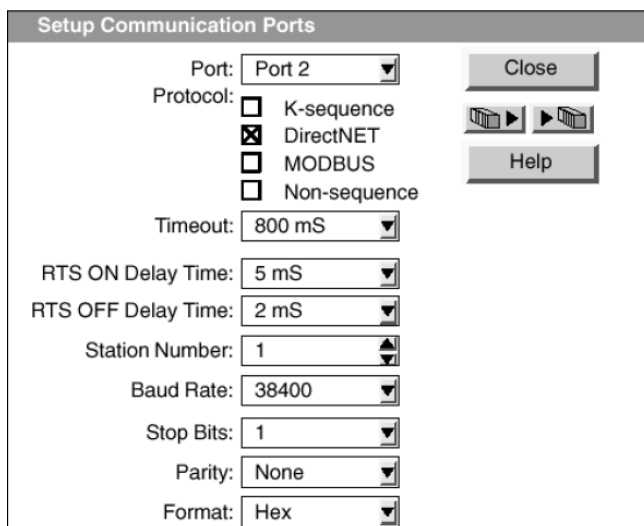 Setup Communication Ports
Port: Port 2
Close
Protocol:
K-sequence
DirectNET
MODBUS
Help
Non-sequence
Timeout: 800 mS
RTS ON Delay Time: 5 mS
RTS OFF Delay Time: 2 mS
Station Number: 1
Baud Rate: 38400
Stop Bits: 1
Parity: None
Format: Hex